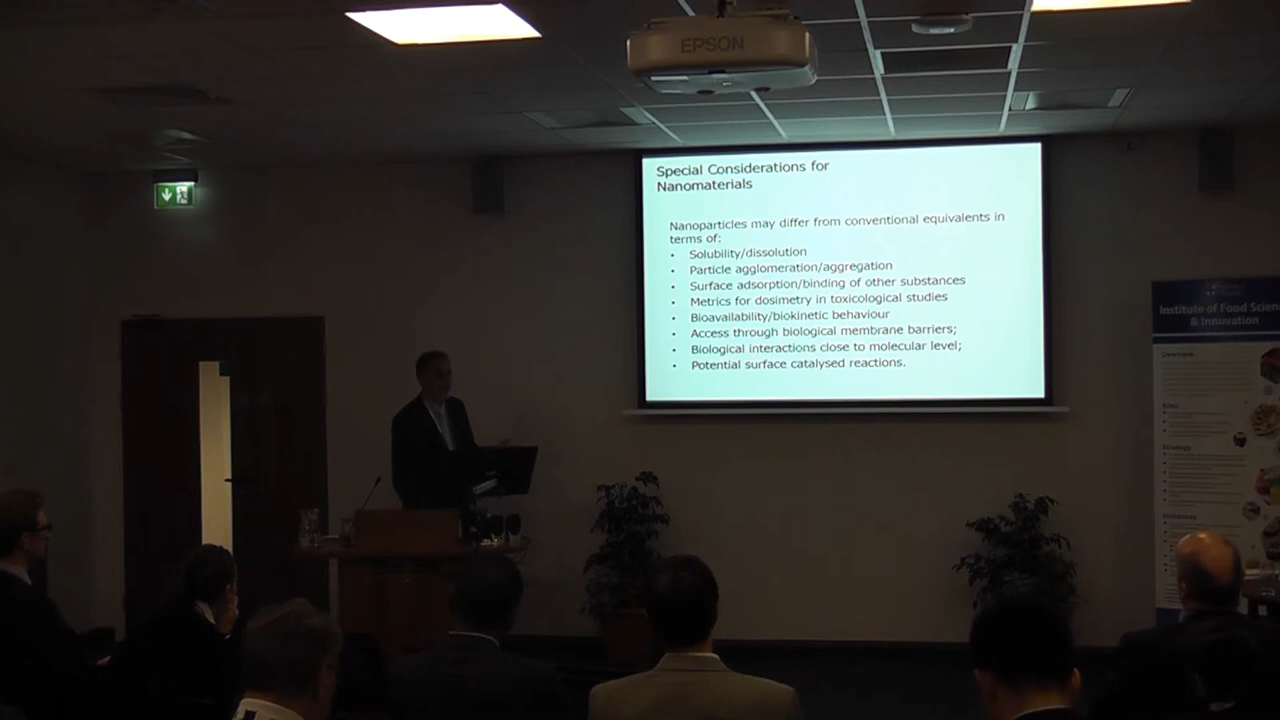 EPSON
Special Considerations for
Nanomaterials
Nanoparticles may differ from conventional equivalents in
terms of:
• Solubility/dissolution
• Particle agglomeration/aggregation
• Surface adsorption/binding of other substances
• Metrics for dosimetry in toxicological studies
• Bioavailability/biokinetic behaviour
• Access through biological membrane barriers;
• Biological interactions close to molecular level;
• Potential surface catalysed reactions.
Institute of Food Scien
& Innovation
Overview
Strategy